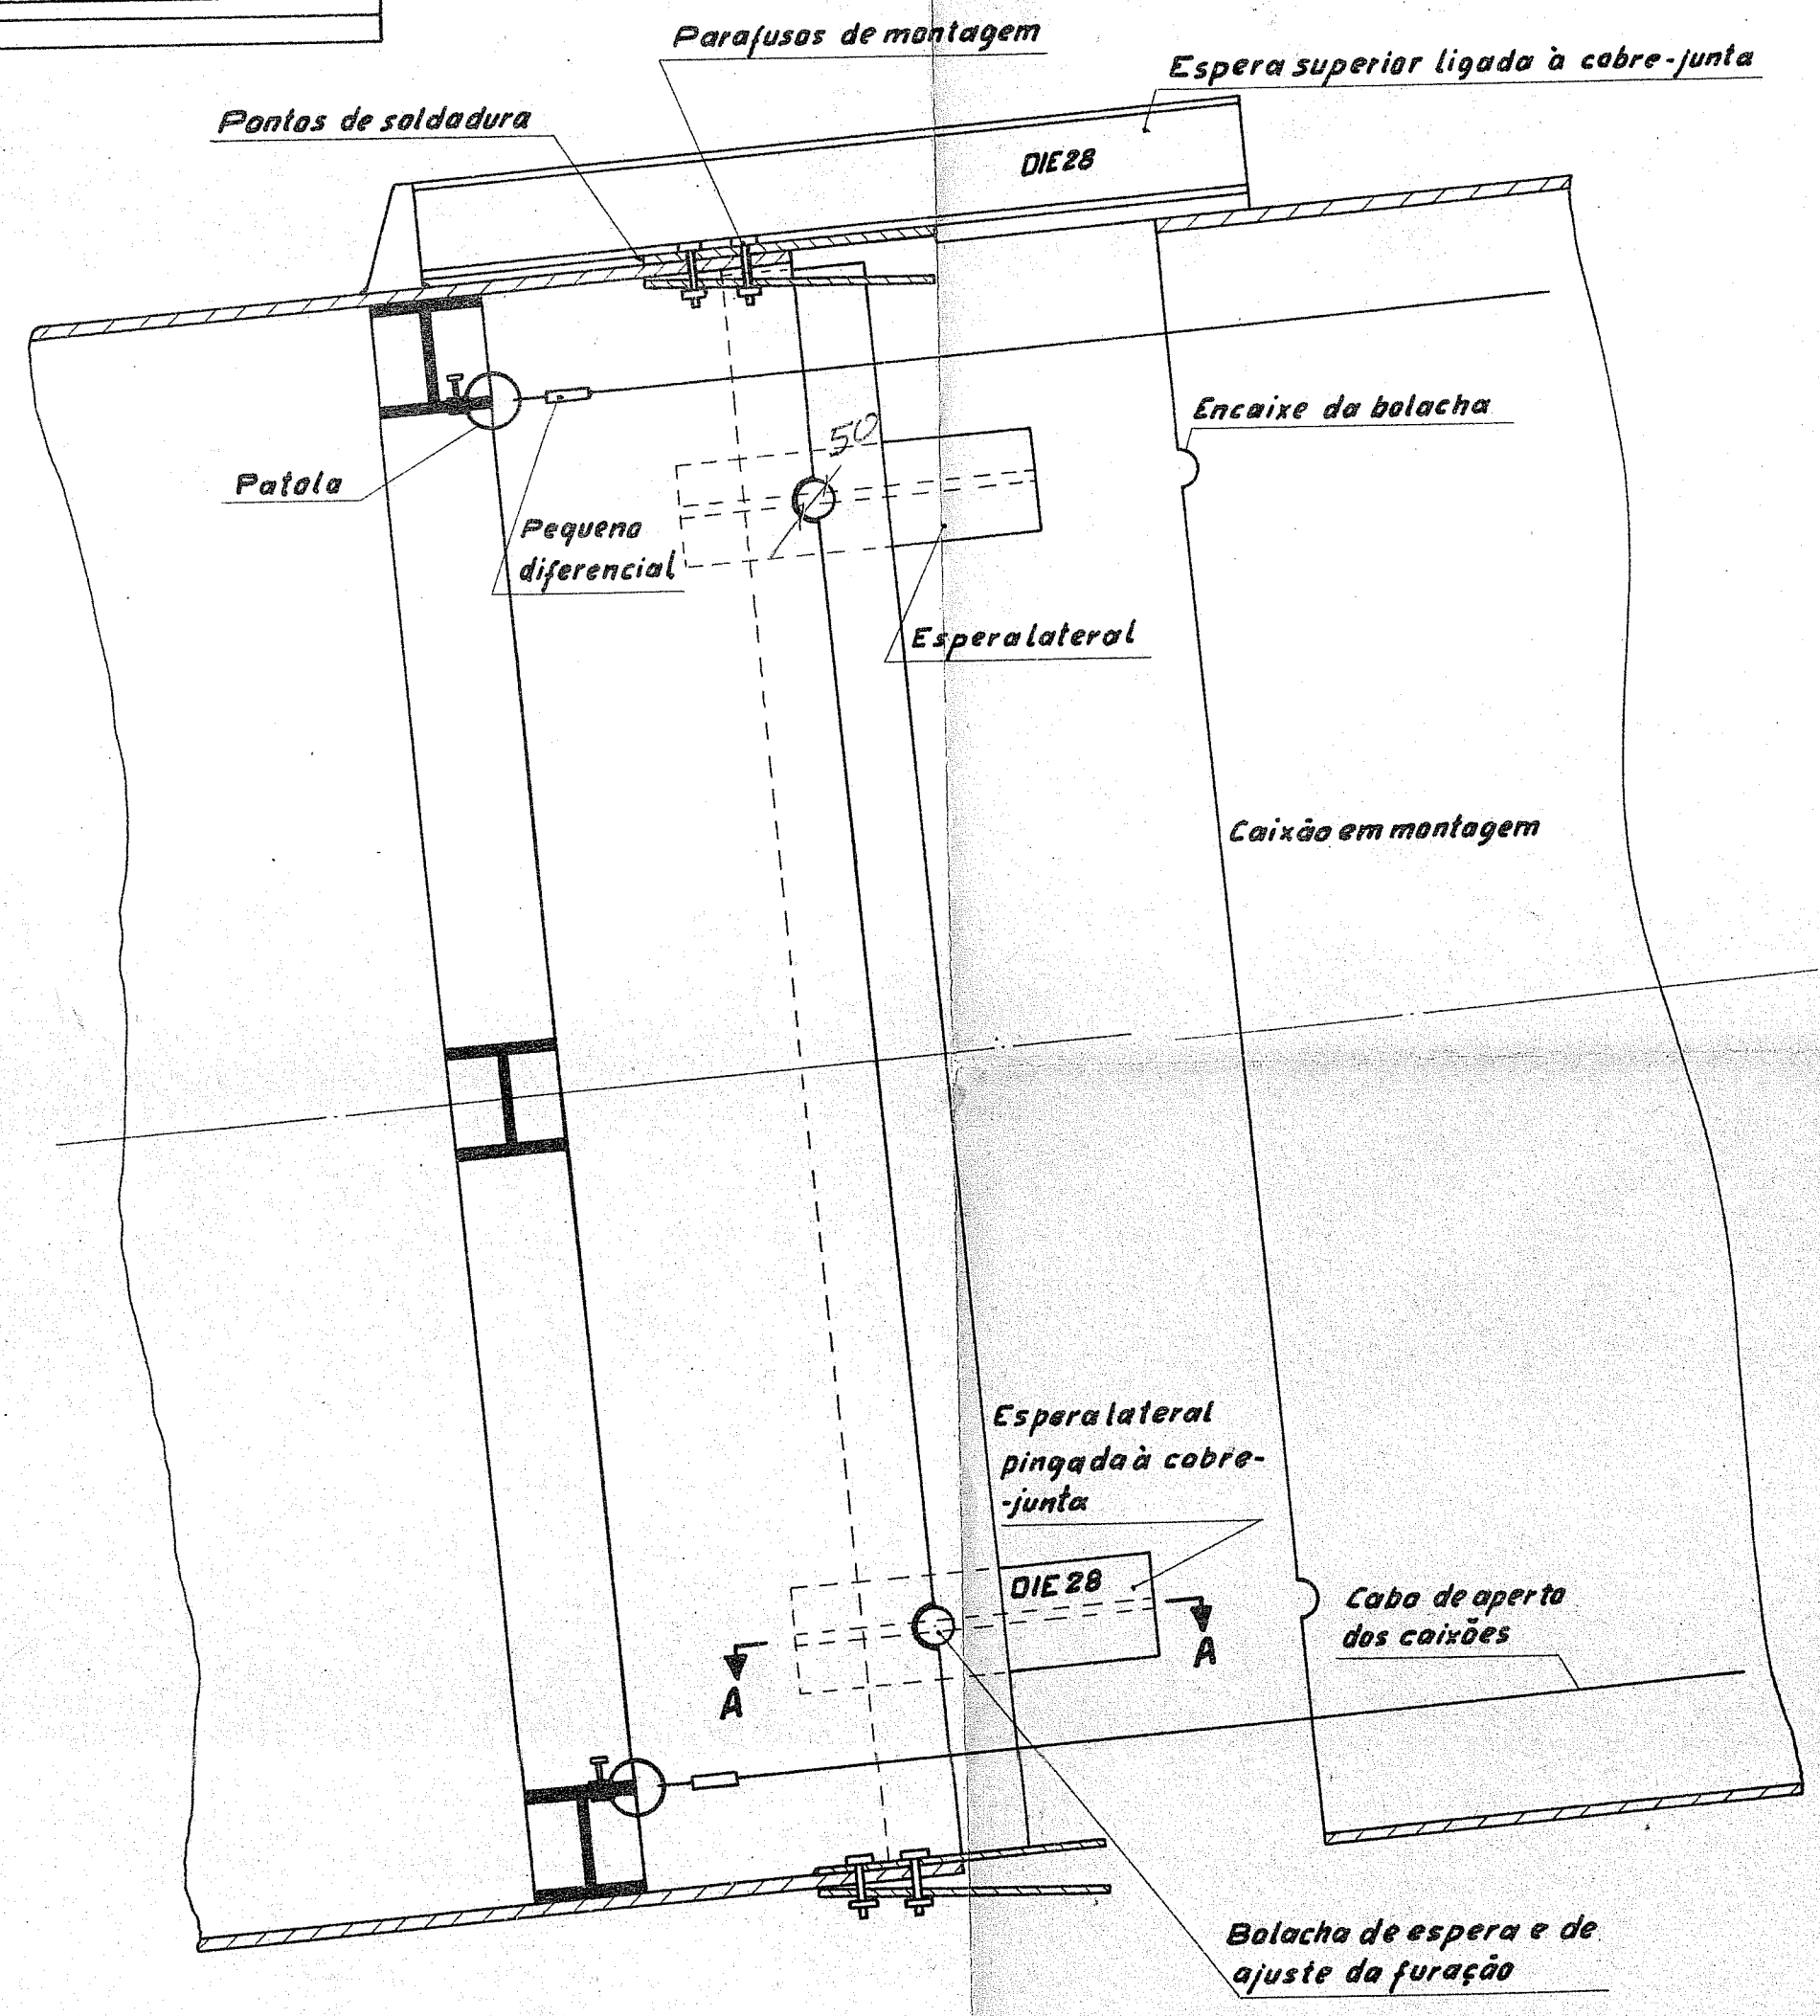 Parafusos de montagem
Espera superior ligada à cobre-junta
Pontos de soldadura
DIE28
Encaixe da bolacha
50
Patola
Pequeno
diferencial
Espera lateral
Caixão em montagem
Espera lateral
pingada à cobre-
-junta
DIE 28
Cabo de aperto
dos caixões
A
A
Bolacha de espera e de
ajuste da furação